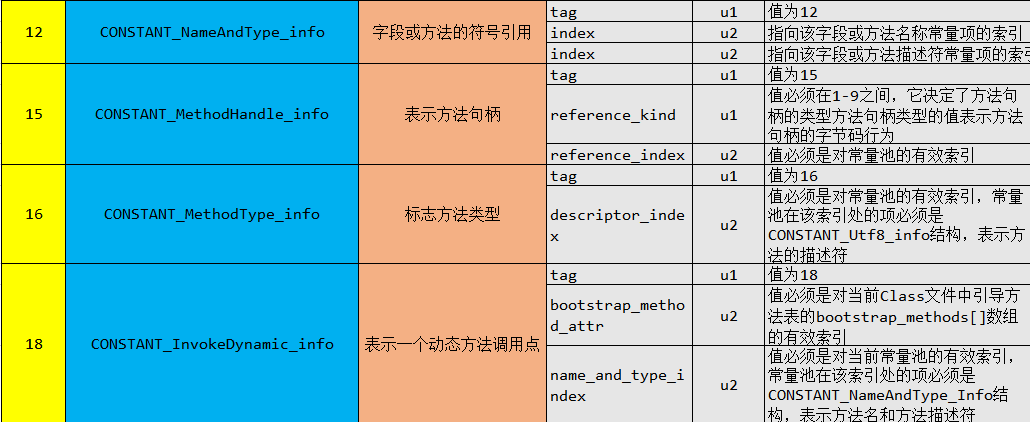 12
CONSTANT_NameAndType_info
字段或方法的符号引用
tag
u1
值为12
index
u2
指向该字段或方法名称常量项的索引
index
u2
指向该字段或方法描述符常量项的索引
15
CONSTANT_MethodHandle_info
表示方法句柄
tag
u1
值为15
reference_kind
u1
值必须在1-9之间，它决定了方法句
柄的类型方法句柄类型的值表示方法
句柄的字节码行为
reference_index
u2
值必须是对常量池的有效索引
16
CONSTANT_MethodType_info
标志方法类型
tag
u1
值为16
descriptor_inde
x
u2
值必须是对常量池的有效索引，常量
池在该索引处的项必须是
CONSTANT_Utf8_info结构，表示方
法的描述符
18
CONSTANT_InvokeDynamic_info
表示一个动态方法调用点
tag
u1
值为18
bootstrap_metho
d_attr
u2
值必须是对当前Class文件中引导方
法表的bootstrap_methods[]数组
的有效索引
name_and_type_i
ndex
u2
值必须是对当前常量池的有效索引，
常量池在该索引处的项必须是
CONSTANT_NameAndType_Info结
构，表示方法名和方法描述符